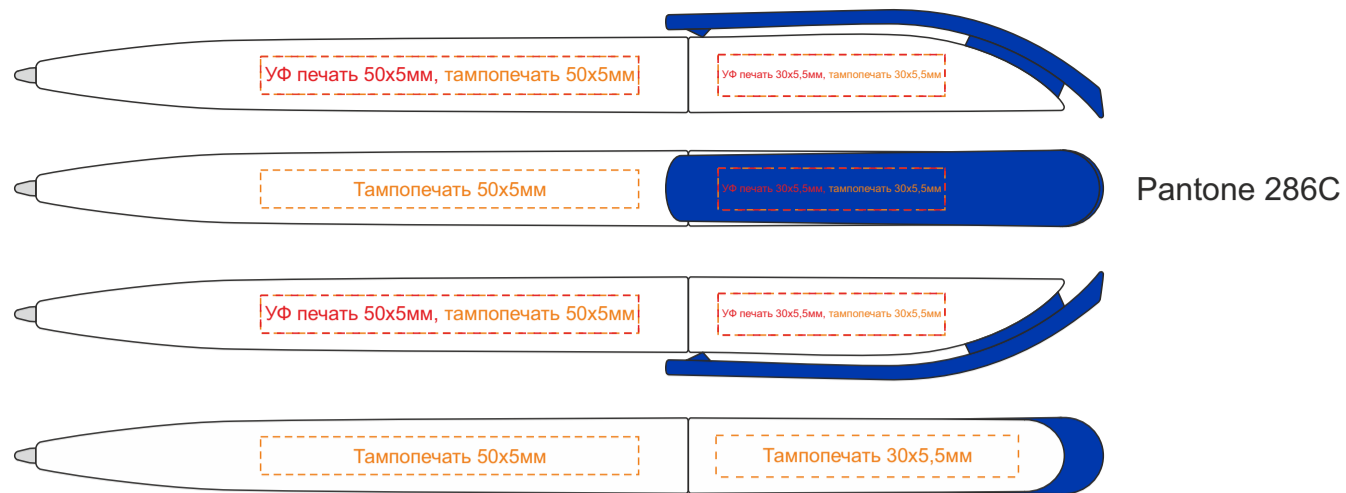 УФ печать 50x5мм, тампопечать 50x5мм
УФ печать 30x5,5мм, тампопечать 30x5,5мм
Тампопечать 50x5мм
УФ печать 30x5,5мм, тампопечать 30x5,5мм
Pantone 286C
УФ печать 50x5мм, тампопечать 50x5мм
УФ печать 30x5,5мм, тампопечать 30x5,5мм
Тампопечать 50x5мм
Тампопечать 30x5,5мм